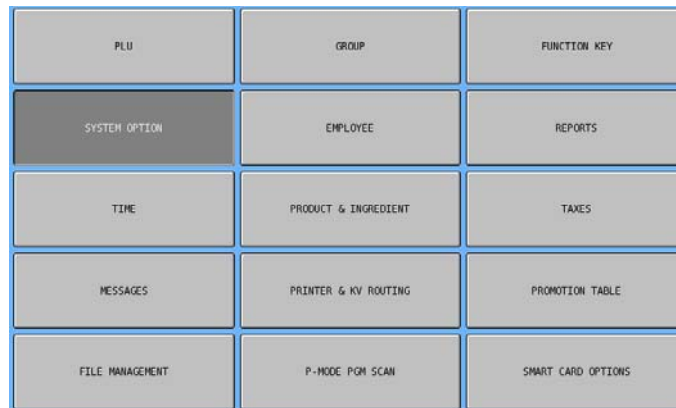 PLU
GROUP
FUNCTION KEY
SYSTEM OPTION
EMPLOYEE
REPORTS
TIME
PRODUCT & INGREDIENT
TAXES
MESSAGES
PRINTER & KV ROUTING
PROMOTION TABLE
FILE MANAGEMENT
P-MODE PGM SCAN
SMART CARD OPTIONS